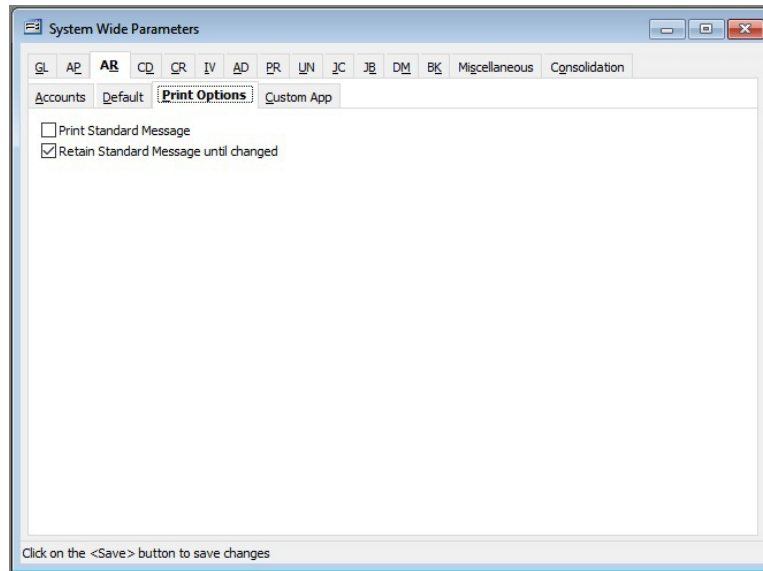 System Wide Parameters
GL AP AR CD CR IV AD PR UN JC JB DM BK Miscellaneous Consolidation
Accounts Default Print Options Custom App
Print Standard Message
Retain Standard Message until changed
Click on the <Save> button to save changes